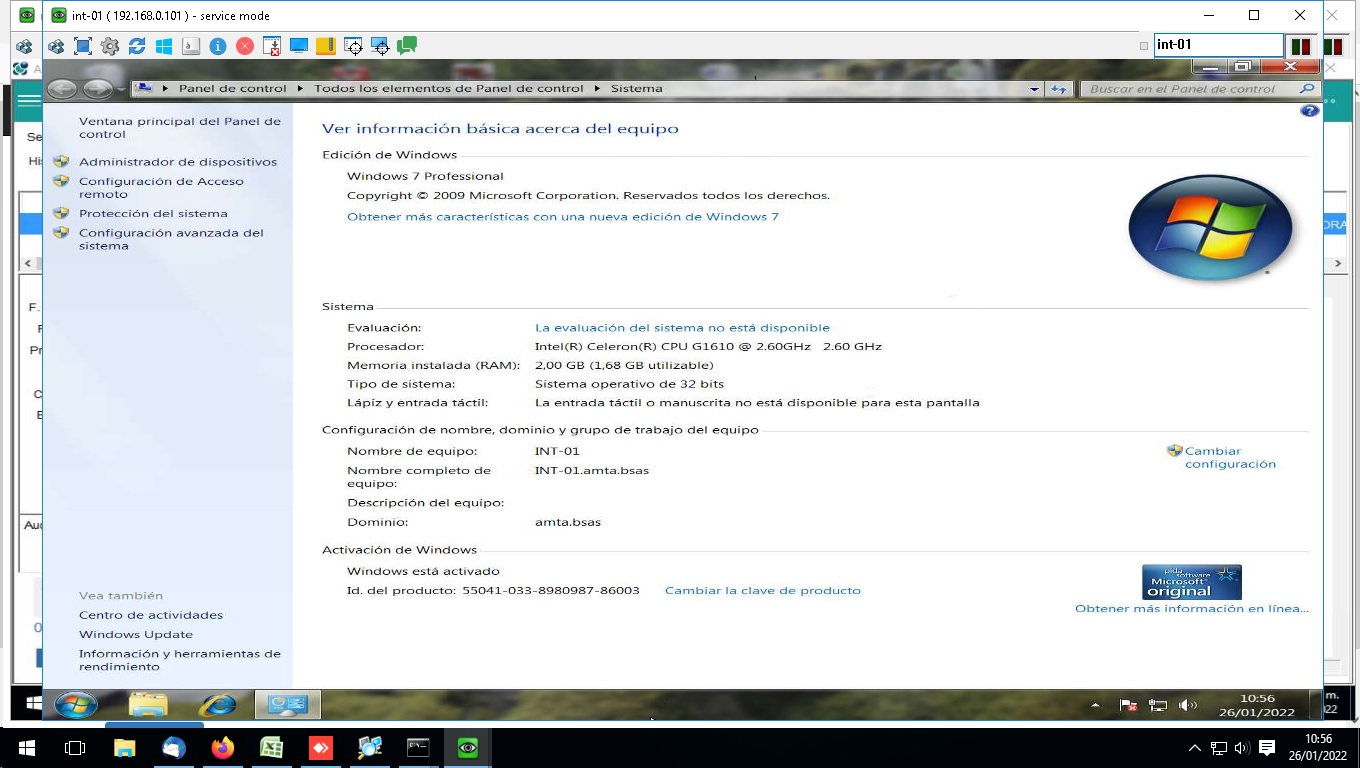 int-01 ( 192.168.0.101 ) - service mode
int-01
Panel de control
Todos los elementos de Panel de control
Sistema
Buscar en el Panel de control
Ventana principal del Panel de
control
Administrador de dispositivos
Configuración de Acceso
remoto
Protección del sistema
Configuración avanzada del
sistema
Ver información básica acerca del equipo
Edición de Windows
Windows 7 Professional
Copyright © 2009 Microsoft Corporation. Reservados todos los derechos.
Obtener más características con una nueva edición de Windows 7
Sistema
Evaluación: La evaluación del sistema no está disponible
Procesador: Intel(R) Celeron(R) CPU G1610 @ 2.60GHz 2.60 GHz
Memoria instalada (RAM): 2,00 GB (1,68 GB utilizable)
Tipo de sistema: Sistema operativo de 32 bits
Lápiz y entrada táctil: La entrada táctil o manuscrita no está disponible para esta pantalla
Configuración de nombre, dominio y grupo de trabajo del equipo
Nombre de equipo: INT-01
Cambiar
configuración
Nombre completo de
equipo:
INT-01.amta.bsas
Descripción del equipo:
Dominio: amta.bsas
Activación de Windows
Windows está activado
Id. del producto: 55041-033-8980987-86003 Cambiar la clave de producto
pida software
Microsoft
original
Obtener más información en línea...
Vea también
Centro de actividades
Windows Update
Información y herramientas de
rendimiento
10:56
26/01/2022
10:56
26/01/2022